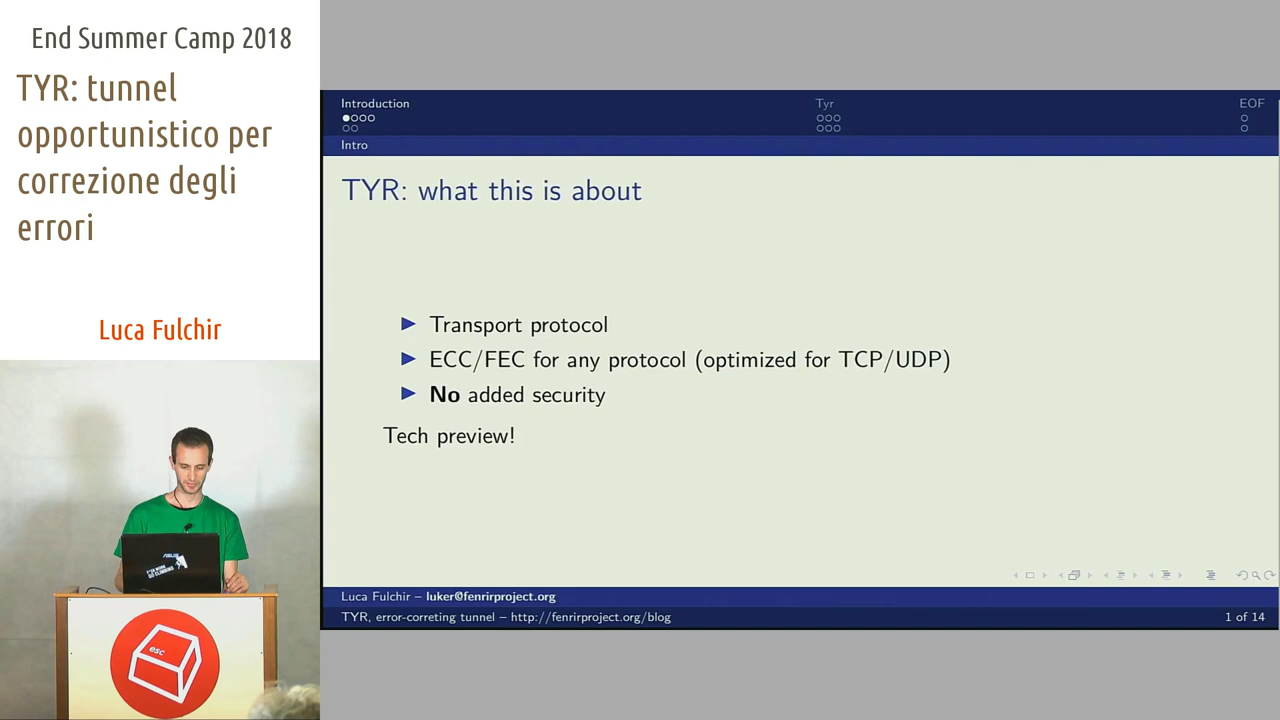 End Summer Camp 2018
TYR: tunnel
opportunistico per
correzione degli
errori
Luca Fulchir
esc
Introduction
Tyr
EOF
Intro
TYR: what this is about
Transport protocol
ECC/FEC for any protocol (optimized for TCP/UDP)
No added security
Tech preview!
Luca Fulchir – luker@fenrirproject.org
TYR, error-correting tunnel – http://fenrirproject.org/blog
1 of 14